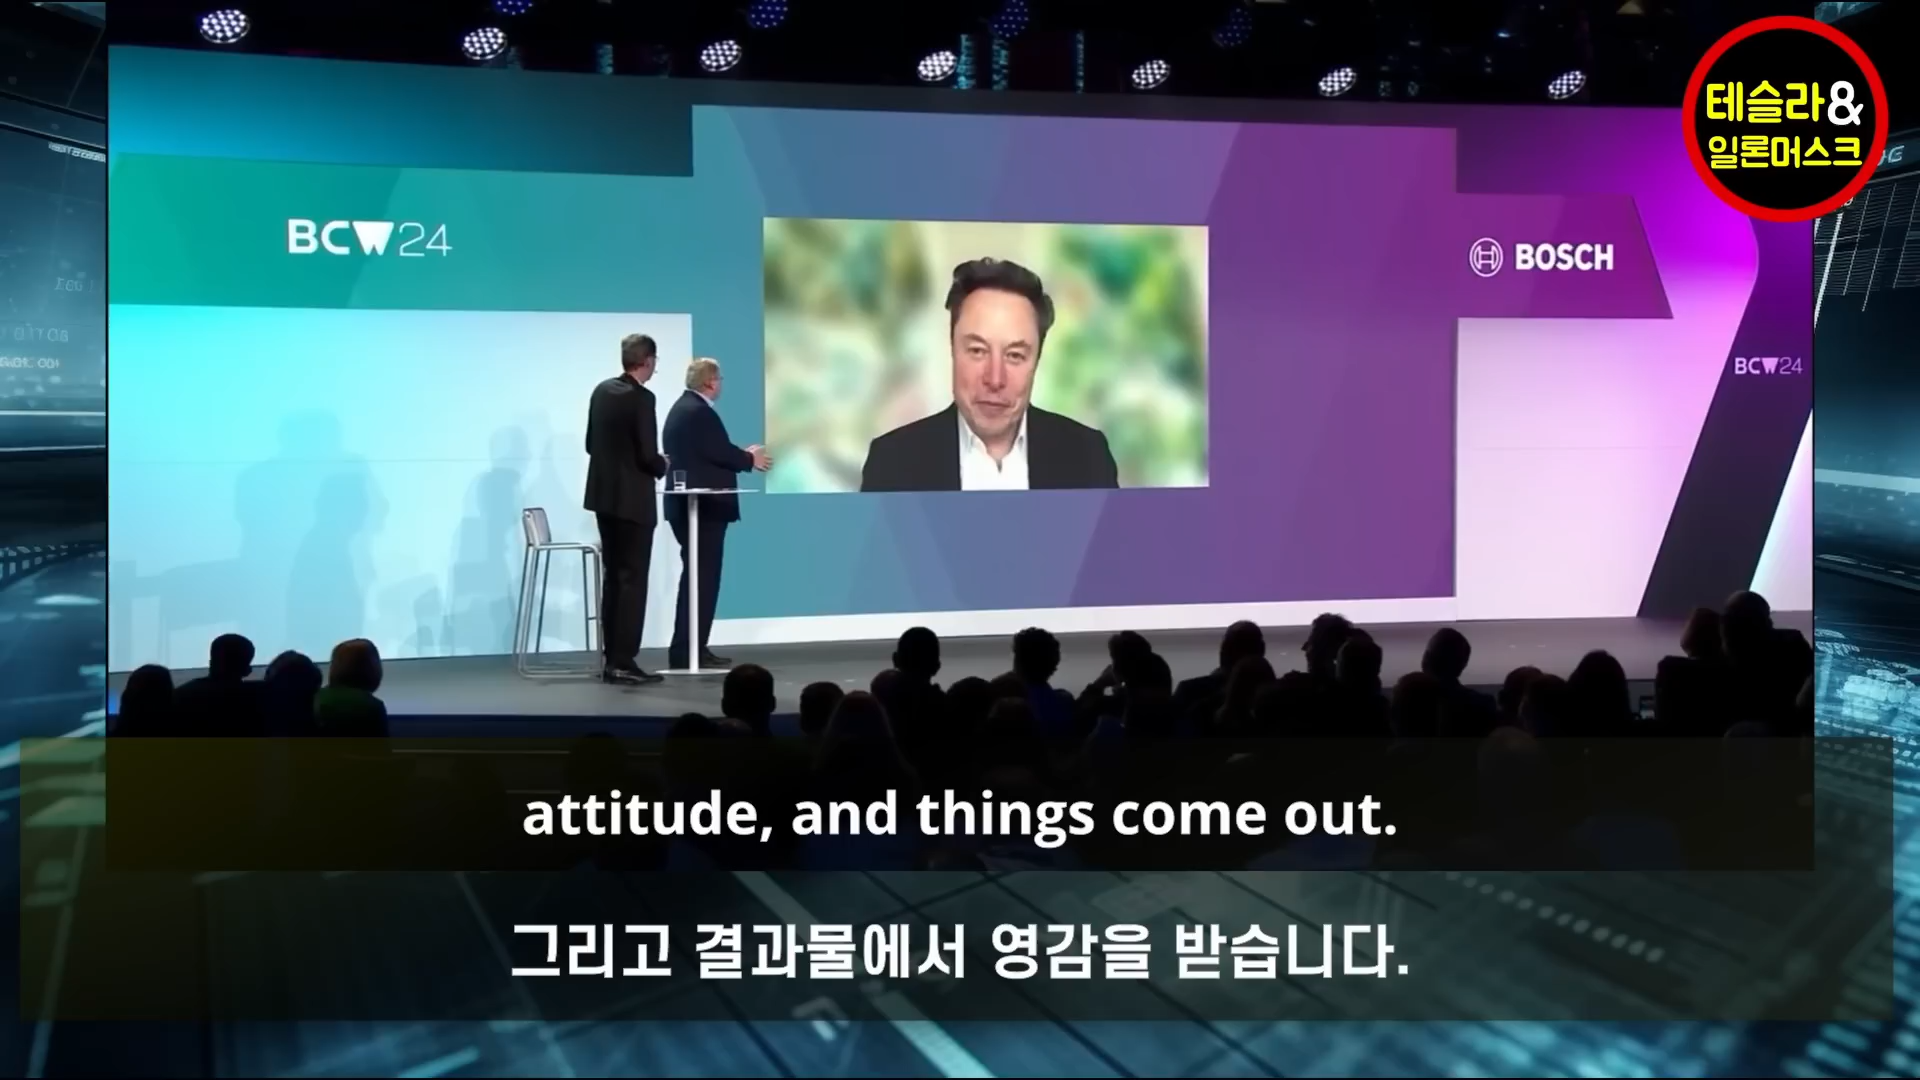 테슬라&
일론머스크
BCW24
BOSCH
BCW24
attitude, and things come out.
그리고 결과물에서 영감을 받습니다.